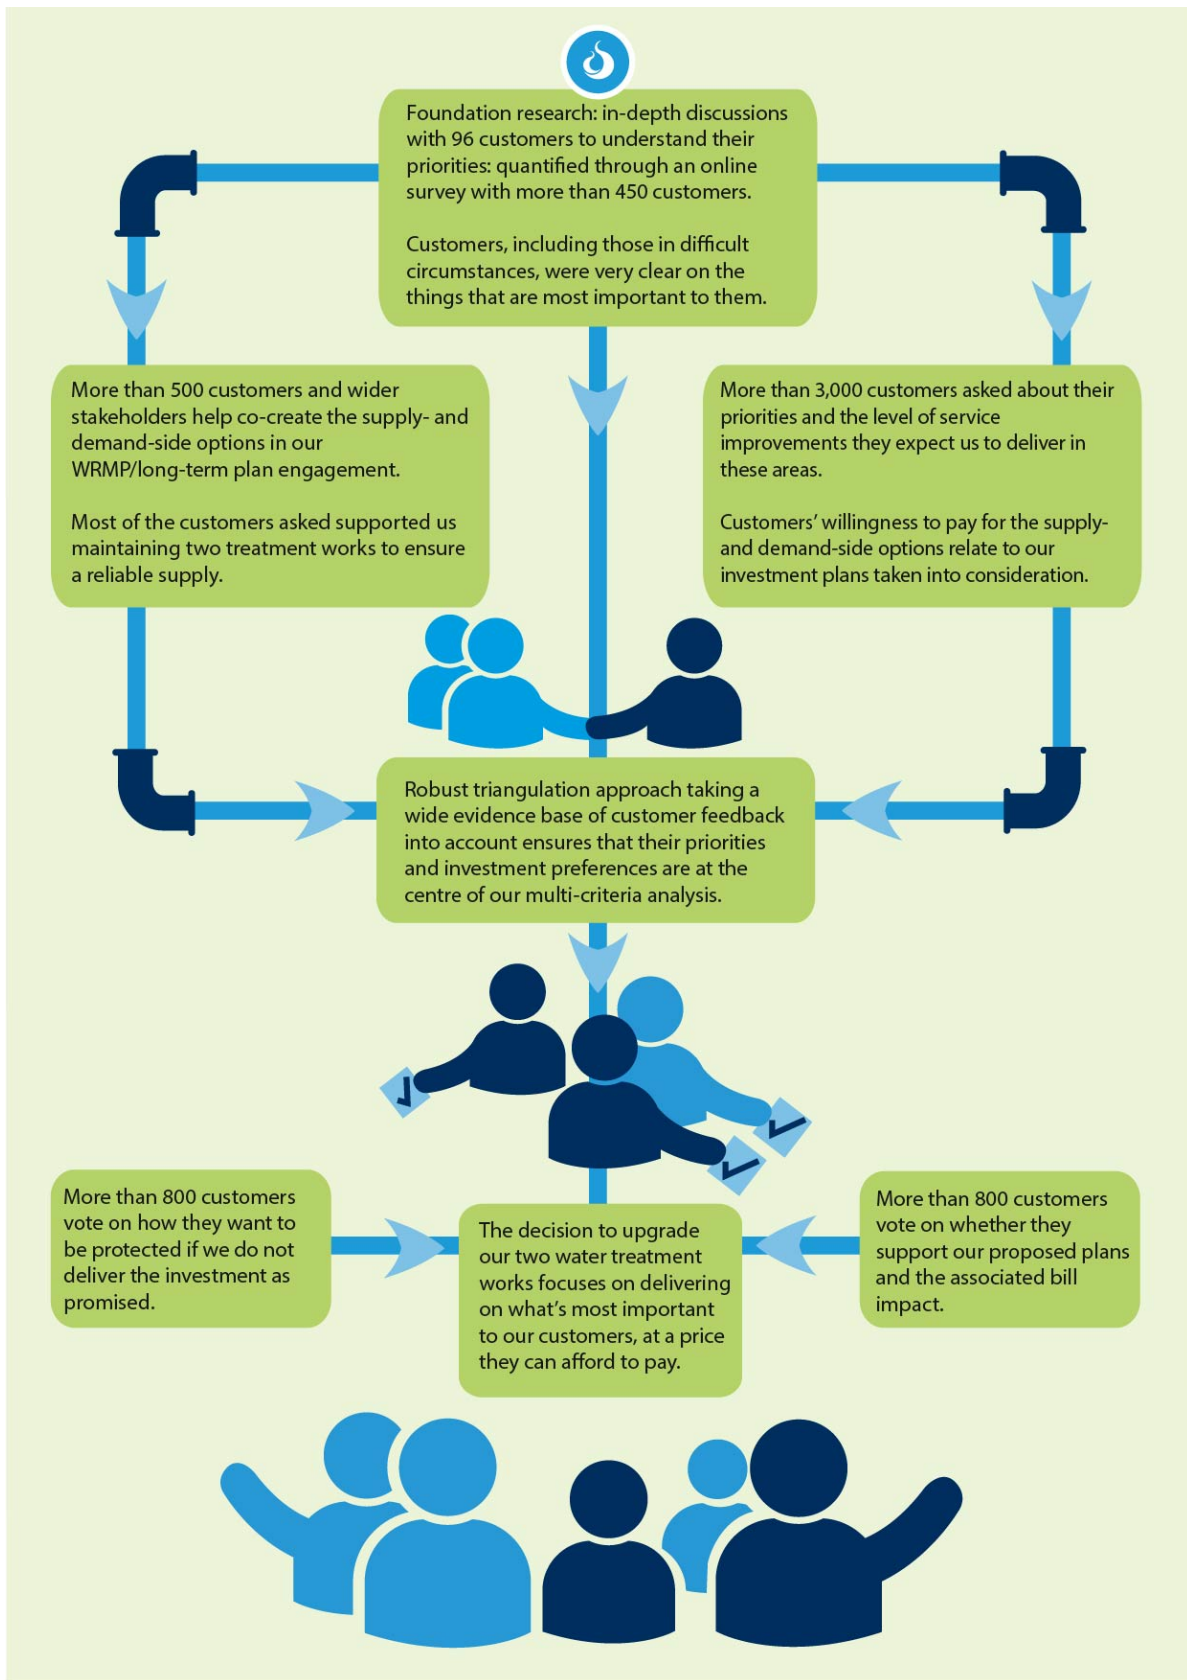 Foundation research: in-depth discussions
with 96 customers to understand their
priorities: quantified through an online
survey with more than 450 customers.
Customers, including those in difficult
circumstances, were very clear on the
things that are most important to them.
More than 500 customers and wider
stakeholders help co-create the supply- and
demand-side options in our
WRMP/long-term plan engagement.
Most of the customers asked supported us
maintaining two treatment works to ensure
a reliable supply.
More than 3,000 customers asked about their
priorities and the level of service
improvements they expect us to deliver in
these areas.
Customers’ willingness to pay for the supply-
and demand-side options relate to our
investment plans taken into consideration.
Robust triangulation approach taking a
wide evidence base of customer feedback
into account ensures that their priorities
and investment preferences are at the
centre of our multi-criteria analysis.
More than 800 customers
vote on how they want to
be protected if we do not
deliver the investment as
promised.
The decision to upgrade
our two water treatment
works focuses on delivering
on what’s most important
to our customers, at a price
they can afford to pay.
More than 800 customers
vote on whether they
support our proposed plans
and the associated bill
impact.